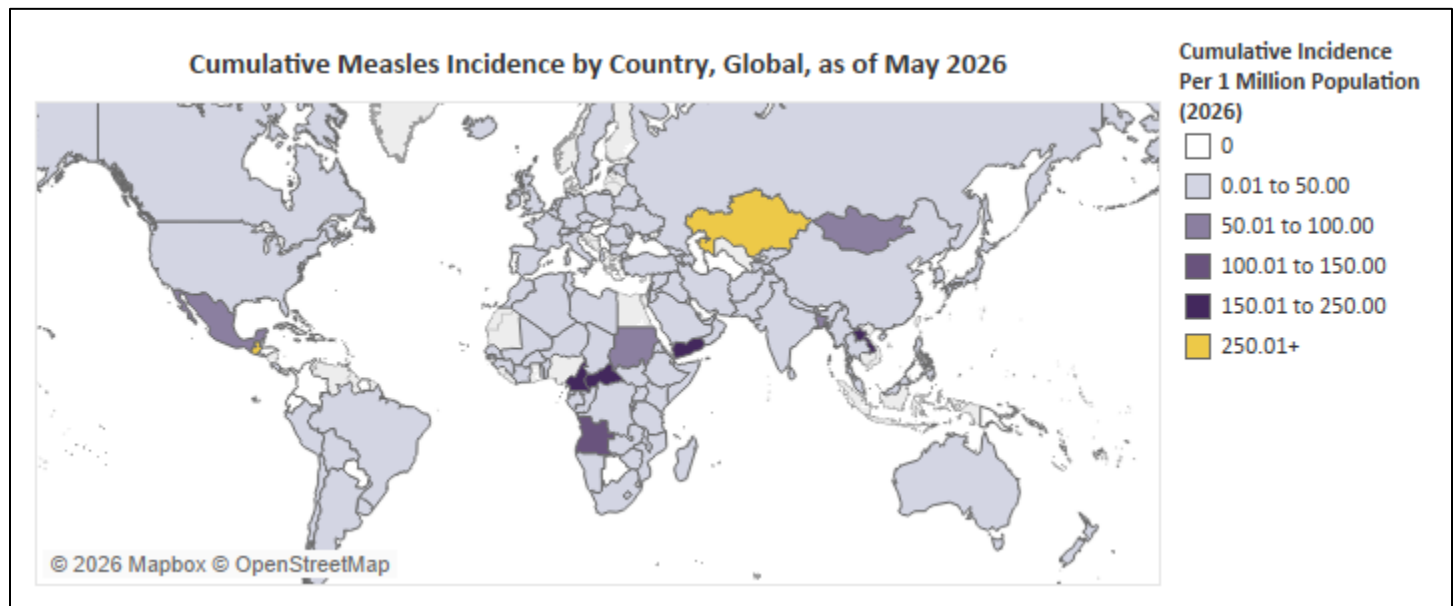 Cumulative Measles Incidence by Country, Global, as of May 2026
Cumulative Incidence
Per 1 Million Population
(2026)
0
0.01 to 50.00
50.01 to 100.00
100.01 to 150.00
150.01 to 250.00
250.01+
© 2026 Mapbox © OpenStreetMap